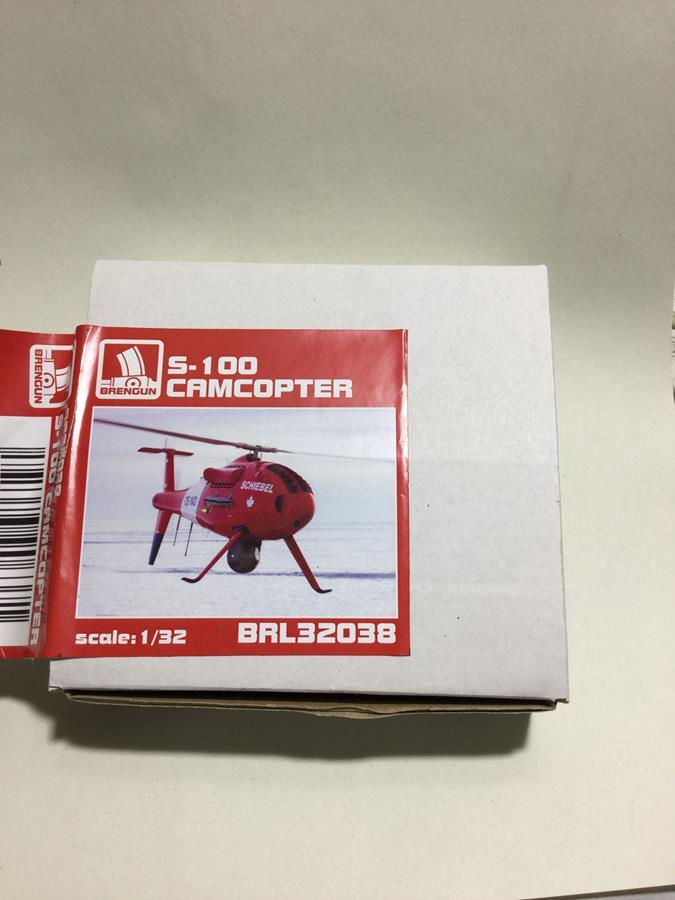 BRENGUN
S-100
CAMCOPTER
BRENGUN
S-100 CAMCOPTER
SCHIEBEL
scale: 1/32
BRL32038